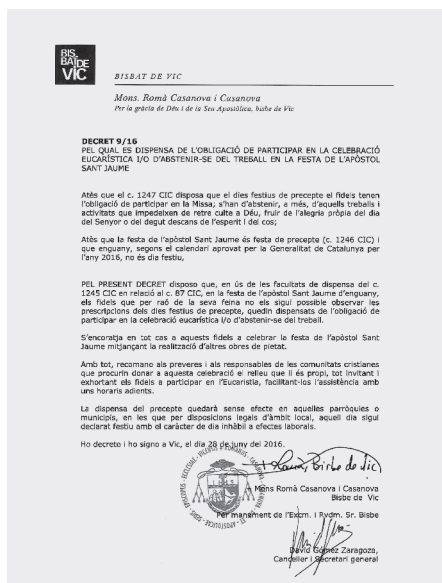 BIS
BAT DE
VIC
BISBAT DE VIC
Mons. Romà Casanova i Casanova
Per la gràcia de Déu i de la Seu Apostòlica, bisbe de Vic
DECRET 9/16
PEL QUAL ES DISPENSA DE L'OBLIGACIÓ DE PARTICIPAR EN LA CELEBRACIÓ
EUCARÍSTICA I/O D'ABSTENIR-SE DEL TREBALL EN LA FESTA DE L'APÒSTOL
SANT JAUME
Atès que el c. 1247 CIC disposa que el dies festius de precepte el fidels tenen
l'obligació de participar en la Missa; s'han d'abstenir, a més, d'aquells treballs i
activitats que impedeixen de retre culte a Déu, fruir de l'alegria pròpia del dia
del Senyor o del degut descans de l'esperit i del cos;
Atès que la festa de l'apòstol Sant Jaume és festa de precepte (c. 1246 CIC) i
que enguany, segons el calendari aprovat per la Generalitat de Catalunya per
l'any 2016, no és dia festiu,
PEL PRESENT DECRET disposo que, en ús de les facultats de dispensa del c.
1245 CIC en relació al c. 87 CIC, en la festa de l'apòstol Sant Jaume d'enguany,
els fidels que per raó de la seva feina no els sigui possible observar les
prescripcions dels dies festius de precepte, quedin dispensats de l'obligació de
participar en la celebració eucarística i/o d'abstenir-se del treball.
S'encoratja en tot cas a aquests fidels a celebrar la festa de l'apòstol Sant
Jaume mitjançant la realització d'altres obres de pietat.
Amb tot, recomano als preveres i als responsables de les comunitats cristianes
que procurin donar a aquesta celebració el relleu que li és propi, tot invitant i
exhortant els fidels a participar en l'Eucaristia, facilitant-los l'assistència amb
uns horaris adients.
La dispensa del precepte quedarà sense efecte en aquelles parròquies o
municipis, en les que per disposicions legals d'àmbit local, aquell dia sigui
declarat festiu amb el caràcter de dia inhàbil a efectes laborals.
Ho decreto i ho signo a Vic, el dia 28 de juny del 2016.
+ Romà, Bisbe de Vic
Mons Romà Casanova i Casanova
Bisbe de Vic
Per manament de l'Excm. i Rvdm. Sr. Bisbe
David Gómez Zaragoza,
Canceller i Secretari general